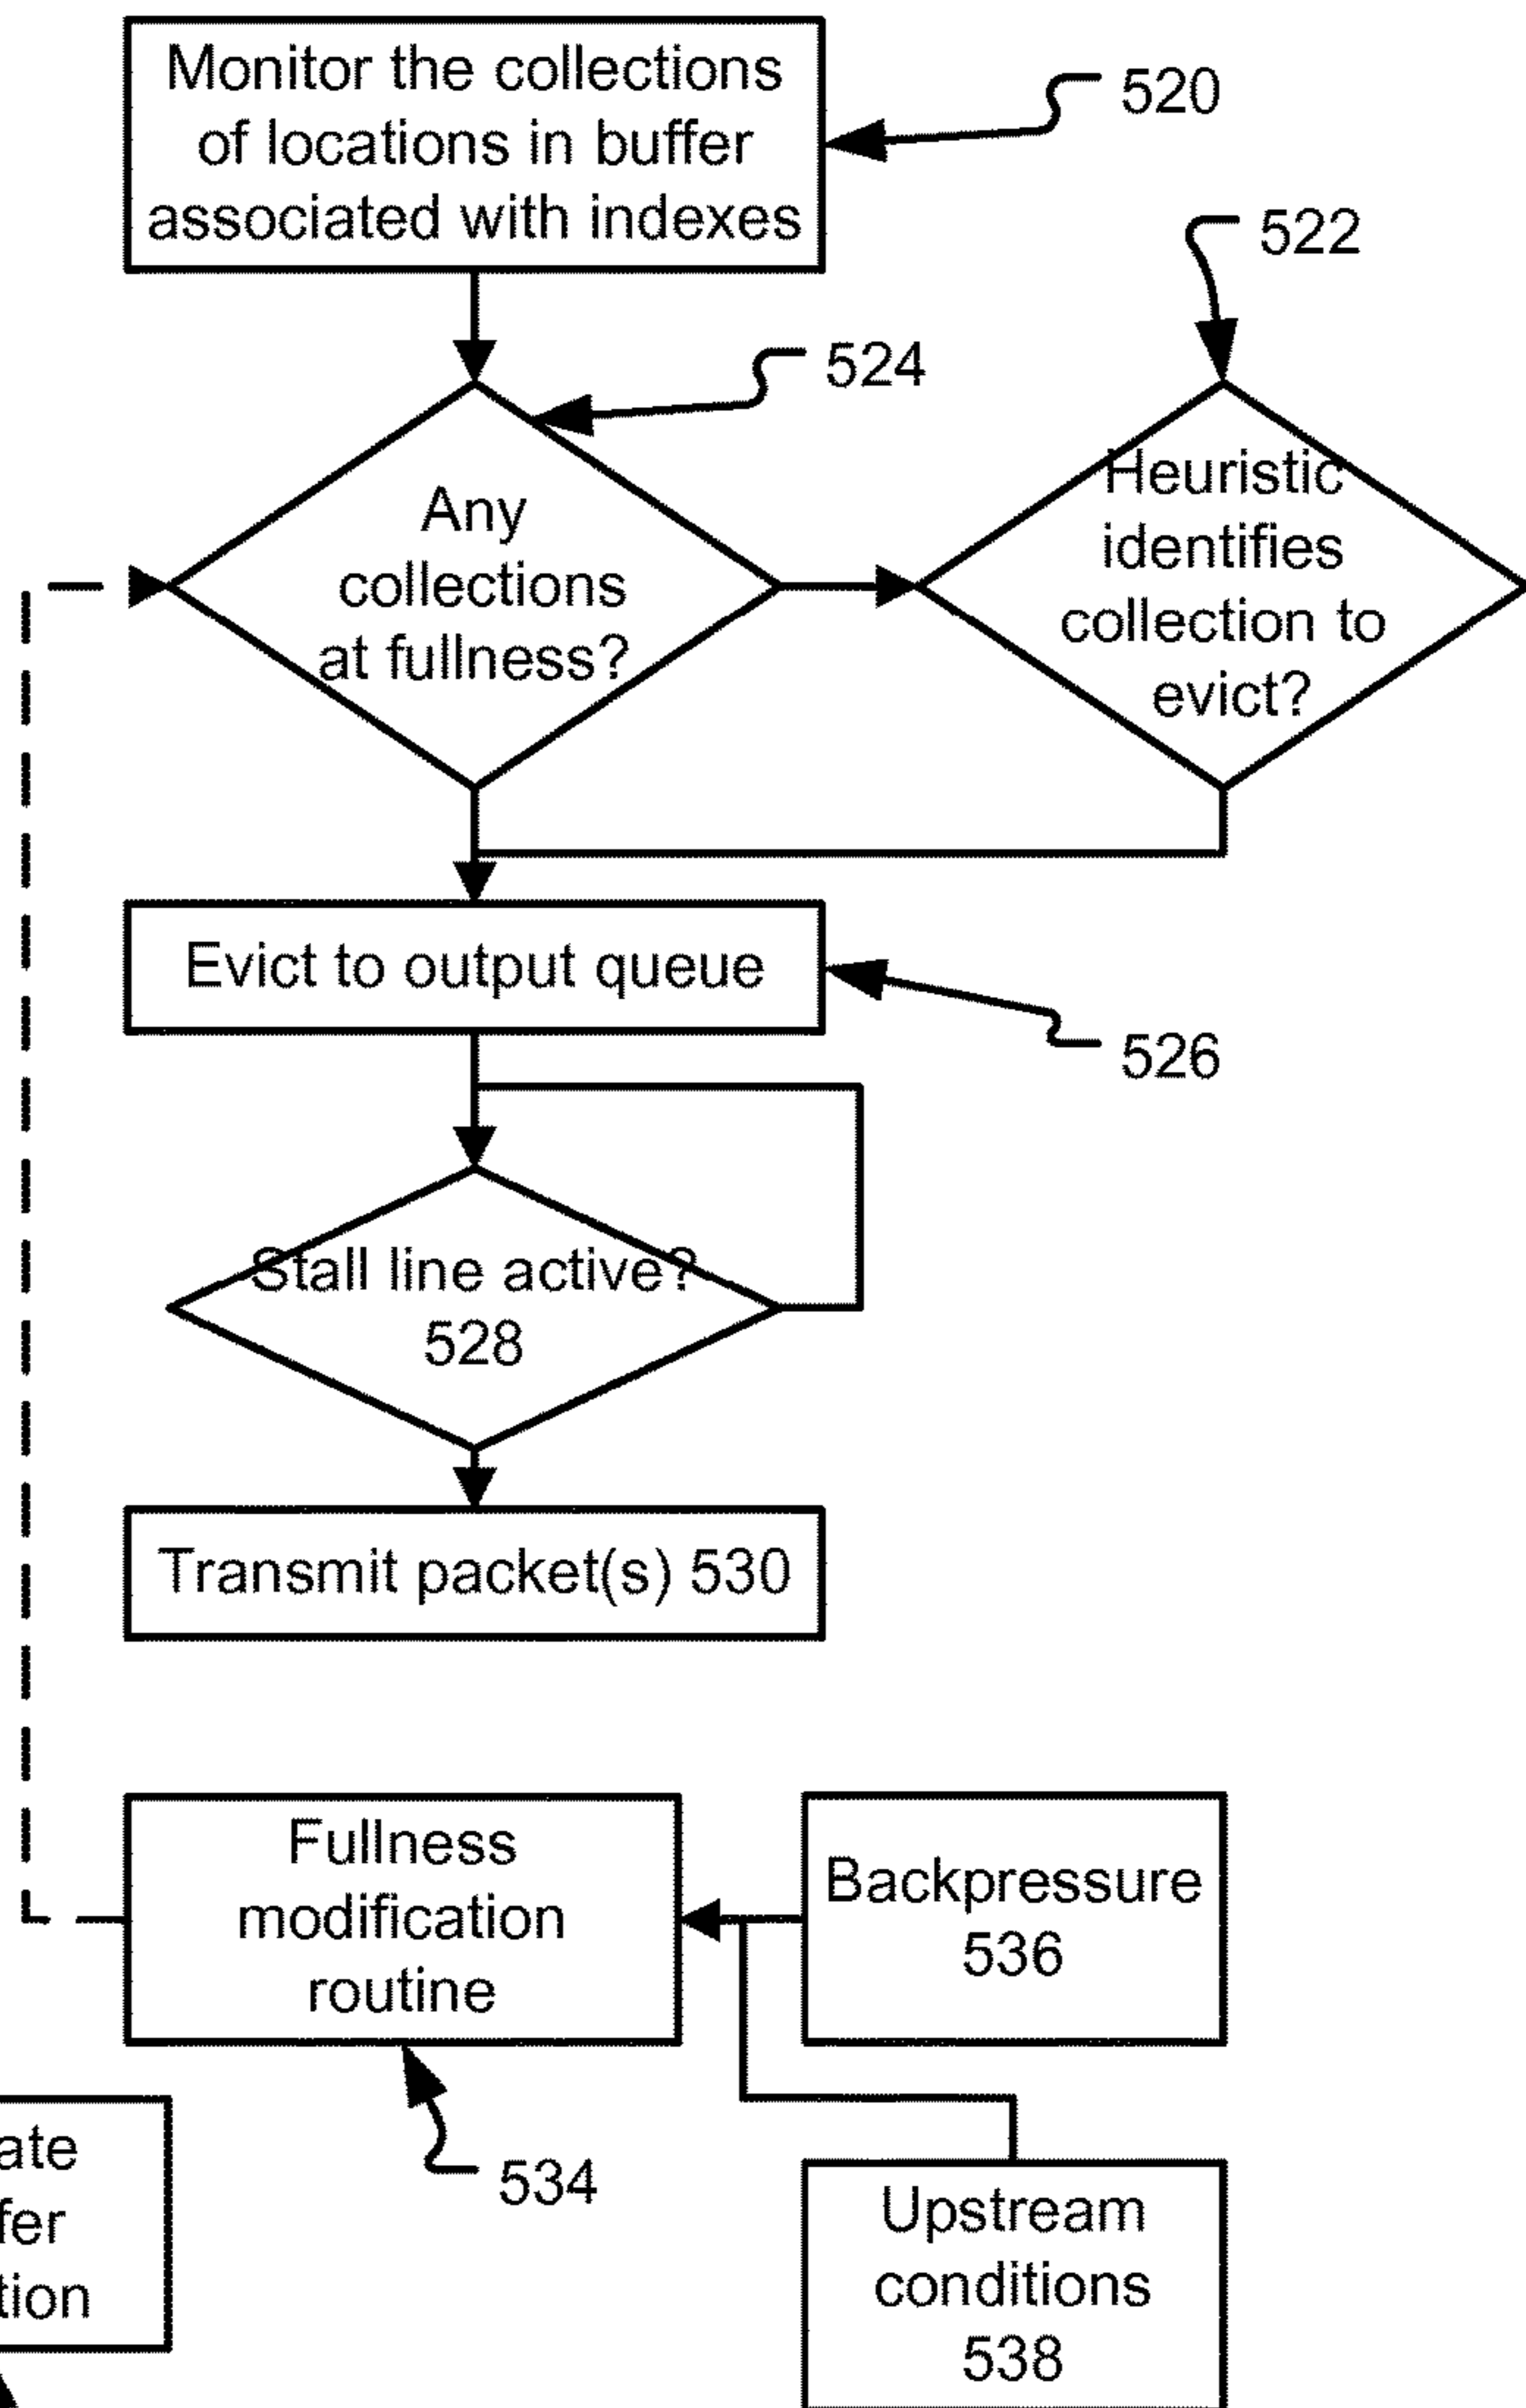 Monitor the collections
of locations in buffer
associated with indexes
520
522
524
Any
collections
at fullness?
Heuristic
identifies
collection to
evict?
Evict to output queue
526
Stall line active?
528
Transmit packet(s) 530
Fullness
modification
routine
534
Backpressure
536
Upstream
conditions
538